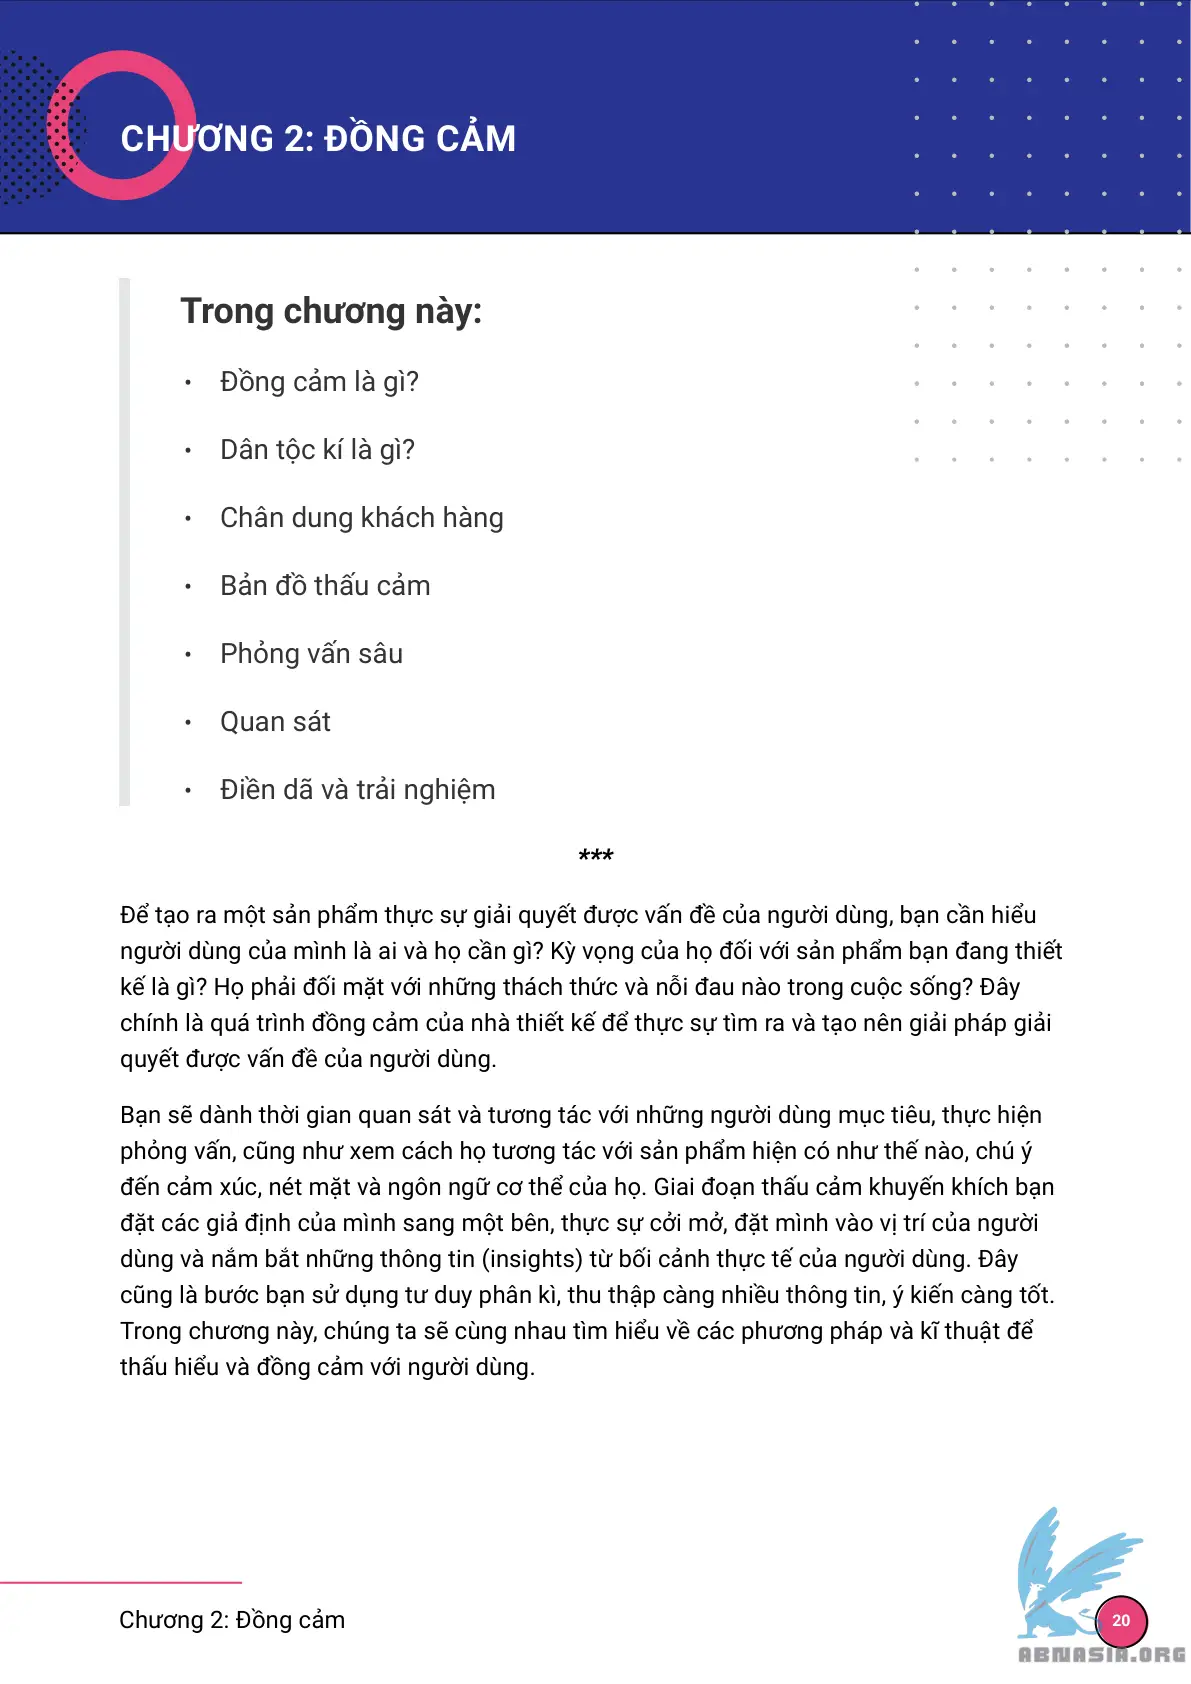 CHƯƠNG 2: ĐỒNG CẢM
Trong chương này:
• Đồng cảm là gì?
• Dân tộc kí là gì?
• Chân dung khách hàng
• Bản đồ thấu cảm
• Phỏng vấn sâu
• Quan sát
• Điền dã và trải nghiệm
***
Để tạo ra một sản phẩm thực sự giải quyết được vấn đề của người dùng, bạn cần hiểu
người dùng của mình là ai và họ cần gì? Kỳ vọng của họ đối với sản phẩm bạn đang thiết
kế là gì? Họ phải đối mặt với những thách thức và nỗi đau nào trong cuộc sống? Đây
chính là quá trình đồng cảm của nhà thiết kế để thực sự tìm ra và tạo nên giải pháp giải
quyết được vấn đề của người dùng.
Bạn sẽ dành thời gian quan sát và tương tác với những người dùng mục tiêu, thực hiện
phỏng vấn, cũng như xem cách họ tương tác với sản phẩm hiện có như thế nào, chú ý
đến cảm xúc, nét mặt và ngôn ngữ cơ thể của họ. Giai đoạn thấu cảm khuyến khích bạn
đặt các giả định của mình sang một bên, thực sự cởi mở, đặt mình vào vị trí của người
dùng và nắm bắt những thông tin (insights) từ bối cảnh thực tế của người dùng. Đây
cũng là bước bạn sử dụng tư duy phân kì, thu thập càng nhiều thông tin, ý kiến càng tốt.
Trong chương này, chúng ta sẽ cùng nhau tìm hiểu về các phương pháp và kĩ thuật để
thấu hiểu và đồng cảm với người dùng.
Chương 2: Đồng cảm
20
ABNASIA.ORG